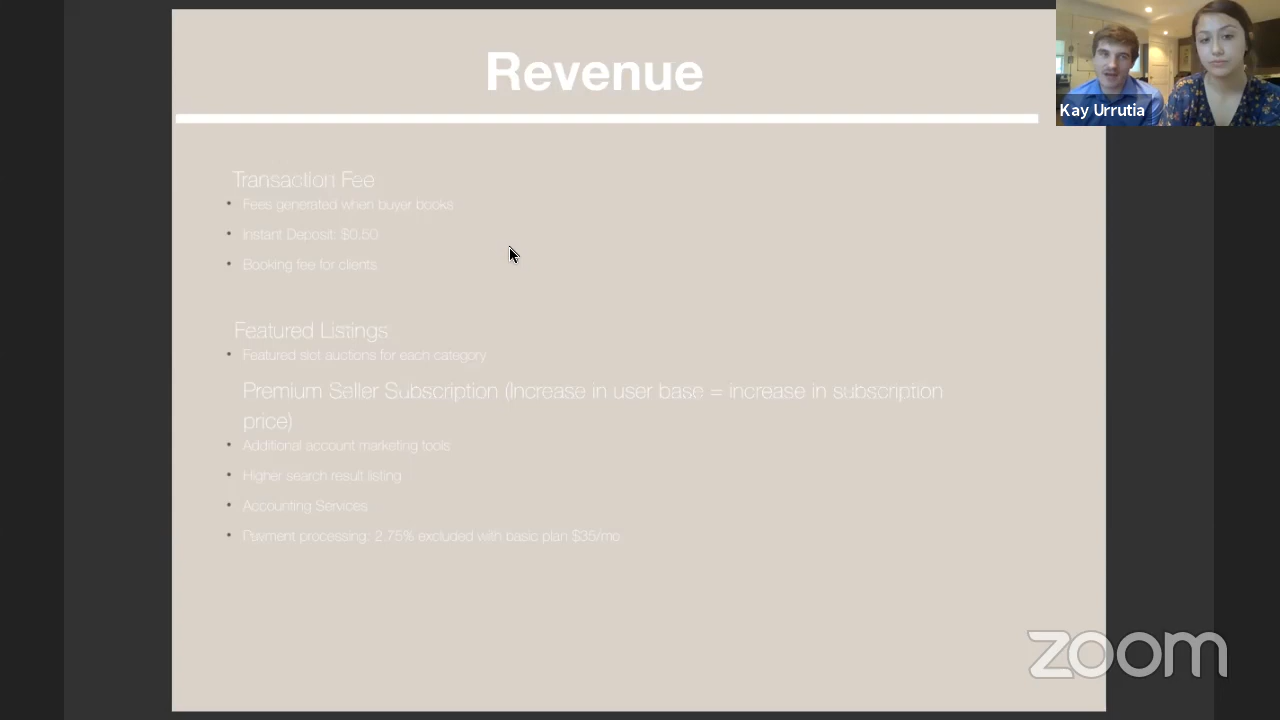 Revenue
Kay Urrutia
Transaction Fee
• Fees generated when buyer books
• Instant Deposit: $0.50
• Booking fee for clients
Featured Listings
• Featured slot auctions for each category
Premium Seller Subscription (Increase in user base = increase in subscription
price)
• Additional account marketing tools
• Higher search result listing
• Accounting Services
• Payment processing: 2.75% excluded with basic plan $35/mo
zoom